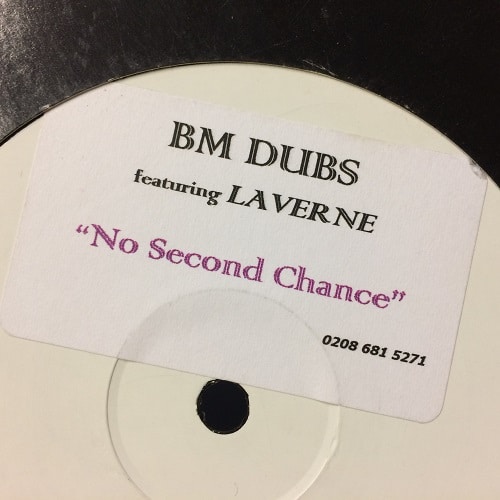 BM DUBS
featuring LAVERNE
“No Second Chance”
0208 681 5271